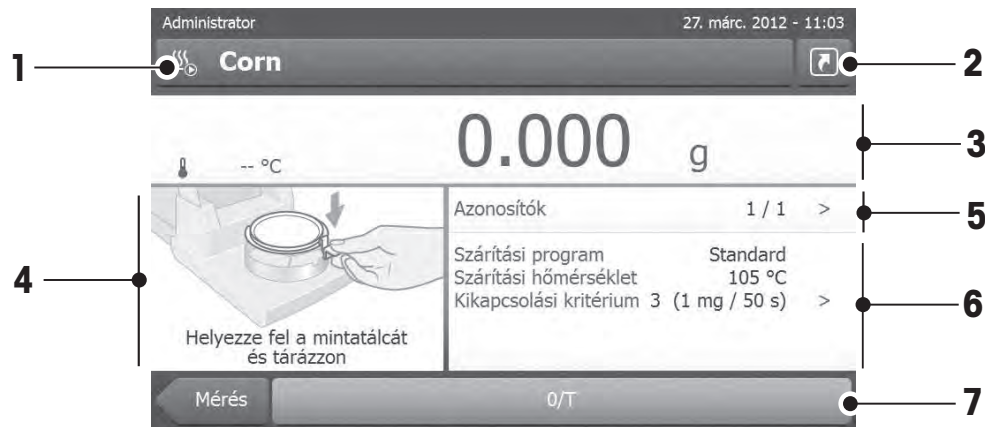 Administrator 27. márc. 2012 - 11:03
1 Corn 2
0.000 g 3
-- °C
Azonosítók 1 / 1 > 5
4 Szárítási program Standard
Szárítási hőmérséklet 105 °C
Kikapcsolási kritérium 3 (1 mg / 50 s) > 6
Helyezze fel a mintatálcát
és tárázzon
Mérés 0/T 7